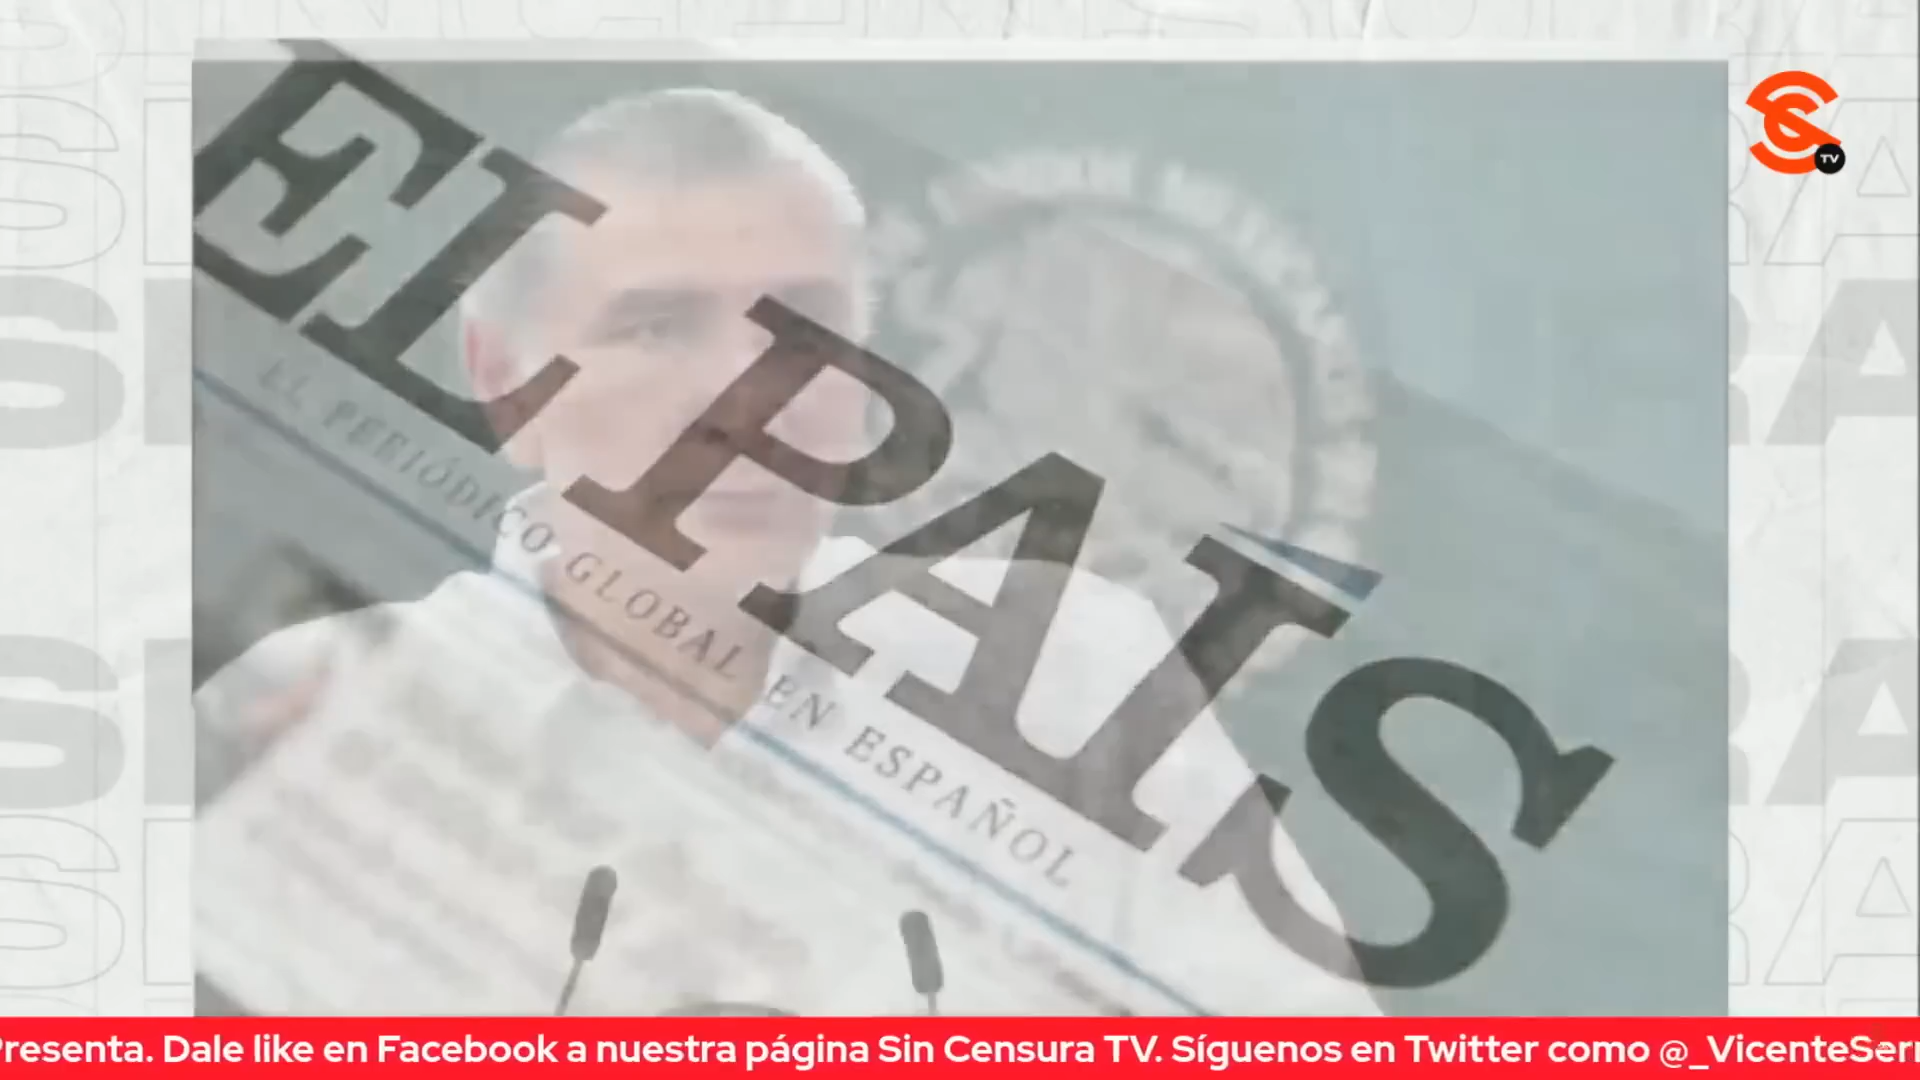 EL PAÍS
EL PERIÓDICO GLOBAL EN ESPAÑOL
TV
Presenta. Dale like en Facebook a nuestra página Sin Censura TV. Síguenos en Twitter como @_VicenteSerr